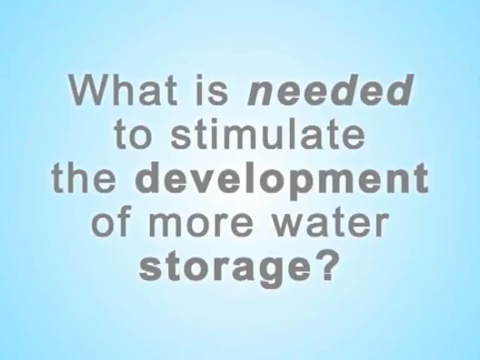 What is needed
to stimulate
the development
of more water
storage?